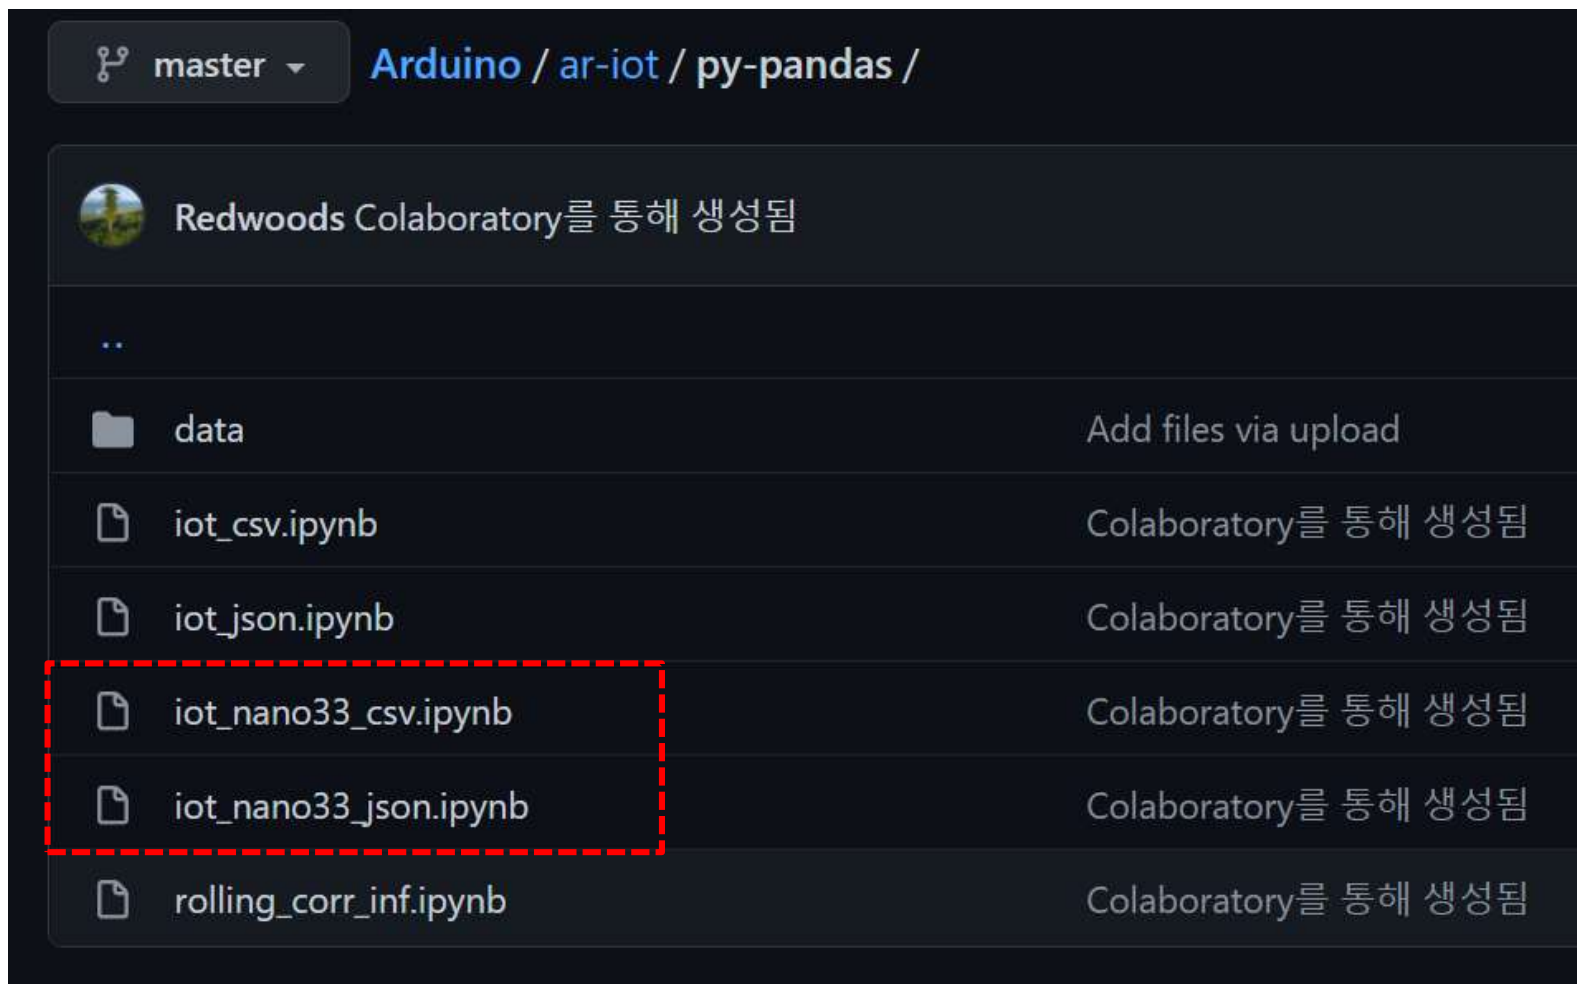 master Arduino / ar-iot / py-pandas /
Redwoods Colaboratory를 통해 생성됨
..
data Add files via upload
iot_csv.ipynb Colaboratory를 통해 생성됨
iot_json.ipynb Colaboratory를 통해 생성됨
iot_nano33_csv.ipynb Colaboratory를 통해 생성됨
iot_nano33_json.ipynb Colaboratory를 통해 생성됨
rolling_corr_inf.ipynb Colaboratory를 통해 생성됨